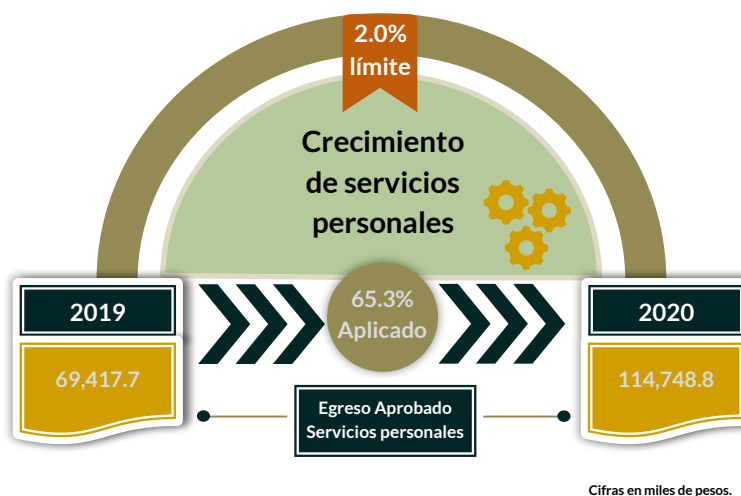 2.0%
límite
Crecimiento
de servicios
personales
2019
65.3%
Aplicado
2020
69,417.7
114,748.8
Egreso Aprobado
Servicios personales
Cifras en miles de pesos.